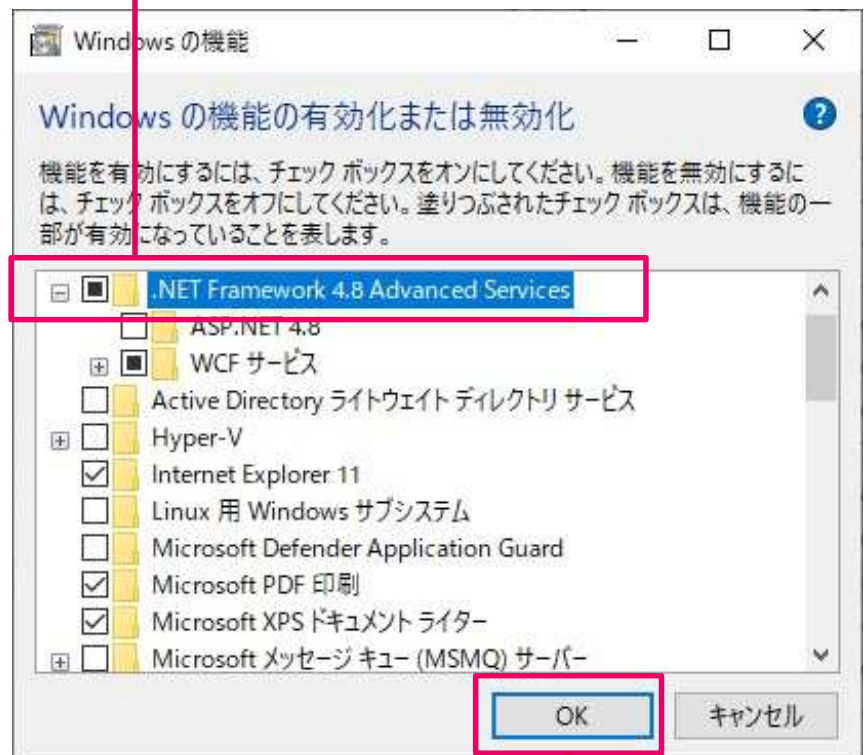 Windows の機能
Windows の機能の有効化または無効化
?
機能を有効にするには、チェック ボックスをオンにしてください。機能を無効にするに
は、チェック ボックスをオフにしてください。塗りつぶされたチェック ボックスは、機能の一
部が有効になっていることを表します。
.NET Framework 4.8 Advanced Services
ASP.NET 4.8
WCF サービス
Active Directory ライトウェイト ディレクトリ サービス
Hyper-V
Internet Explorer 11
Linux 用 Windows サブシステム
Microsoft Defender Application Guard
Microsoft PDF 印刷
Microsoft XPS ドキュメント ライター
Microsoft メッセージ キュー (MSMQ) サーバー
OK キャンセル